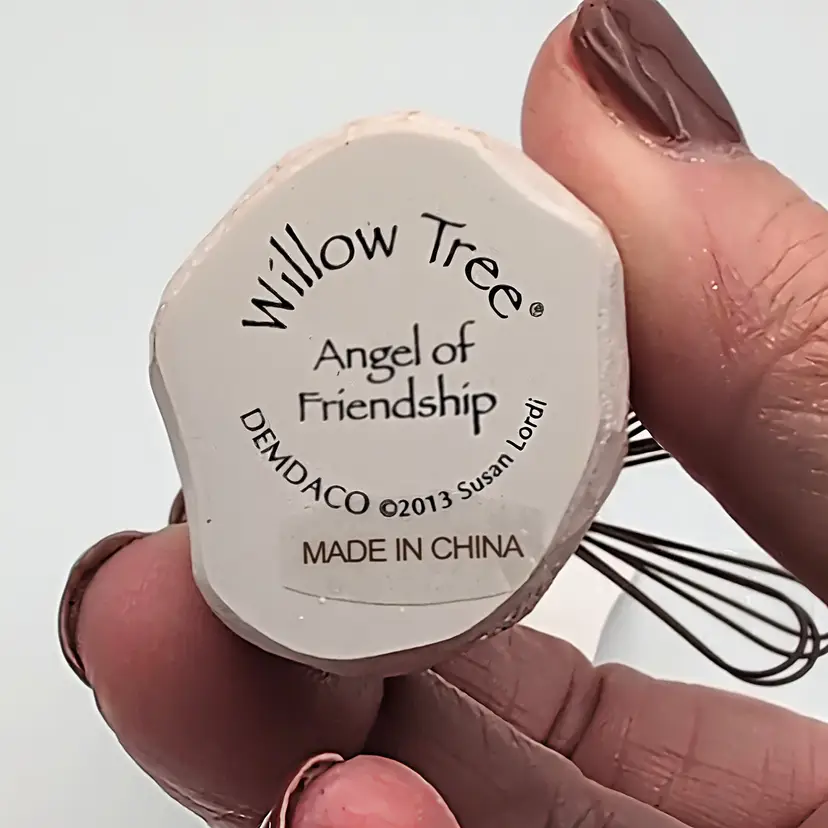 Willow Tree®
Angel of
Friendship
DEMDACO ©2013 Susan Lordi
MADE IN CHINA